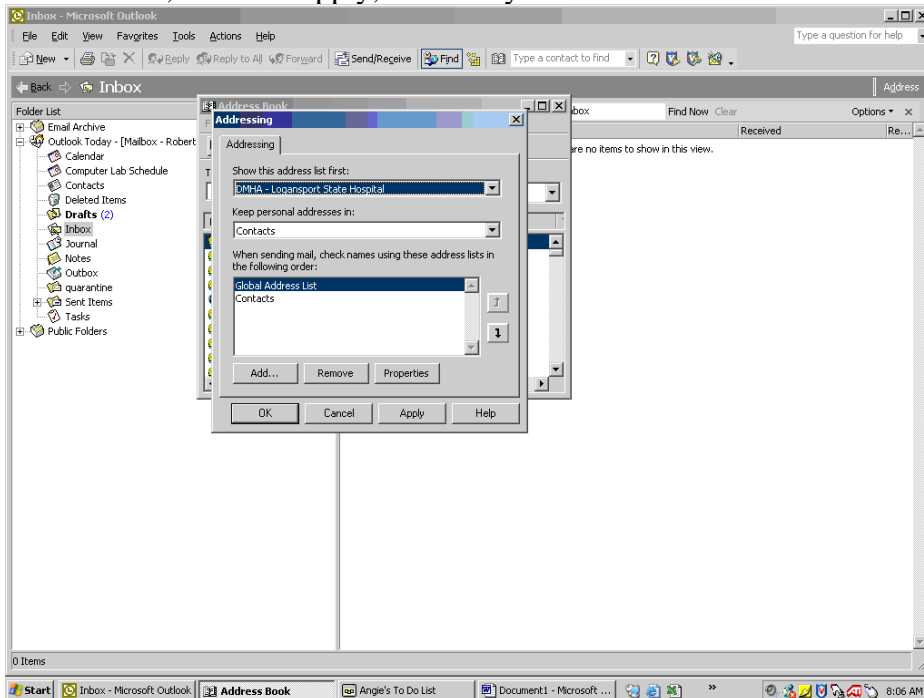 Inbox - Microsoft Outlook
File Edit View Favorites Tools Actions Help
Type a question for help
New Reply Reply to All Forward Send/Receive Find Type a contact to find
Back Inbox
Address
Folder List
Email Archive
Outlook Today - [Mailbox - Robert
Calendar
Computer Lab Schedule
Contacts
Deleted Items
Drafts (2)
Inbox
Journal
Notes
Outbox
quarantine
Sent Items
Tasks
Public Folders
Address Book
Addressing
Addressing
Show this address list first:
DMHA - Logansport State Hospital
Keep personal addresses in:
Contacts
When sending mail, check names using these address lists in
the following order:
Global Address List
Contacts
Add... Remove Properties
OK Cancel Apply Help
Find Now Clear Options
Received Re...
are no items to show in this view.
0 Items
Start Inbox - Microsoft Outlook Address Book Angie's To Do List Document1 - Microsoft ... » 8:06 AM